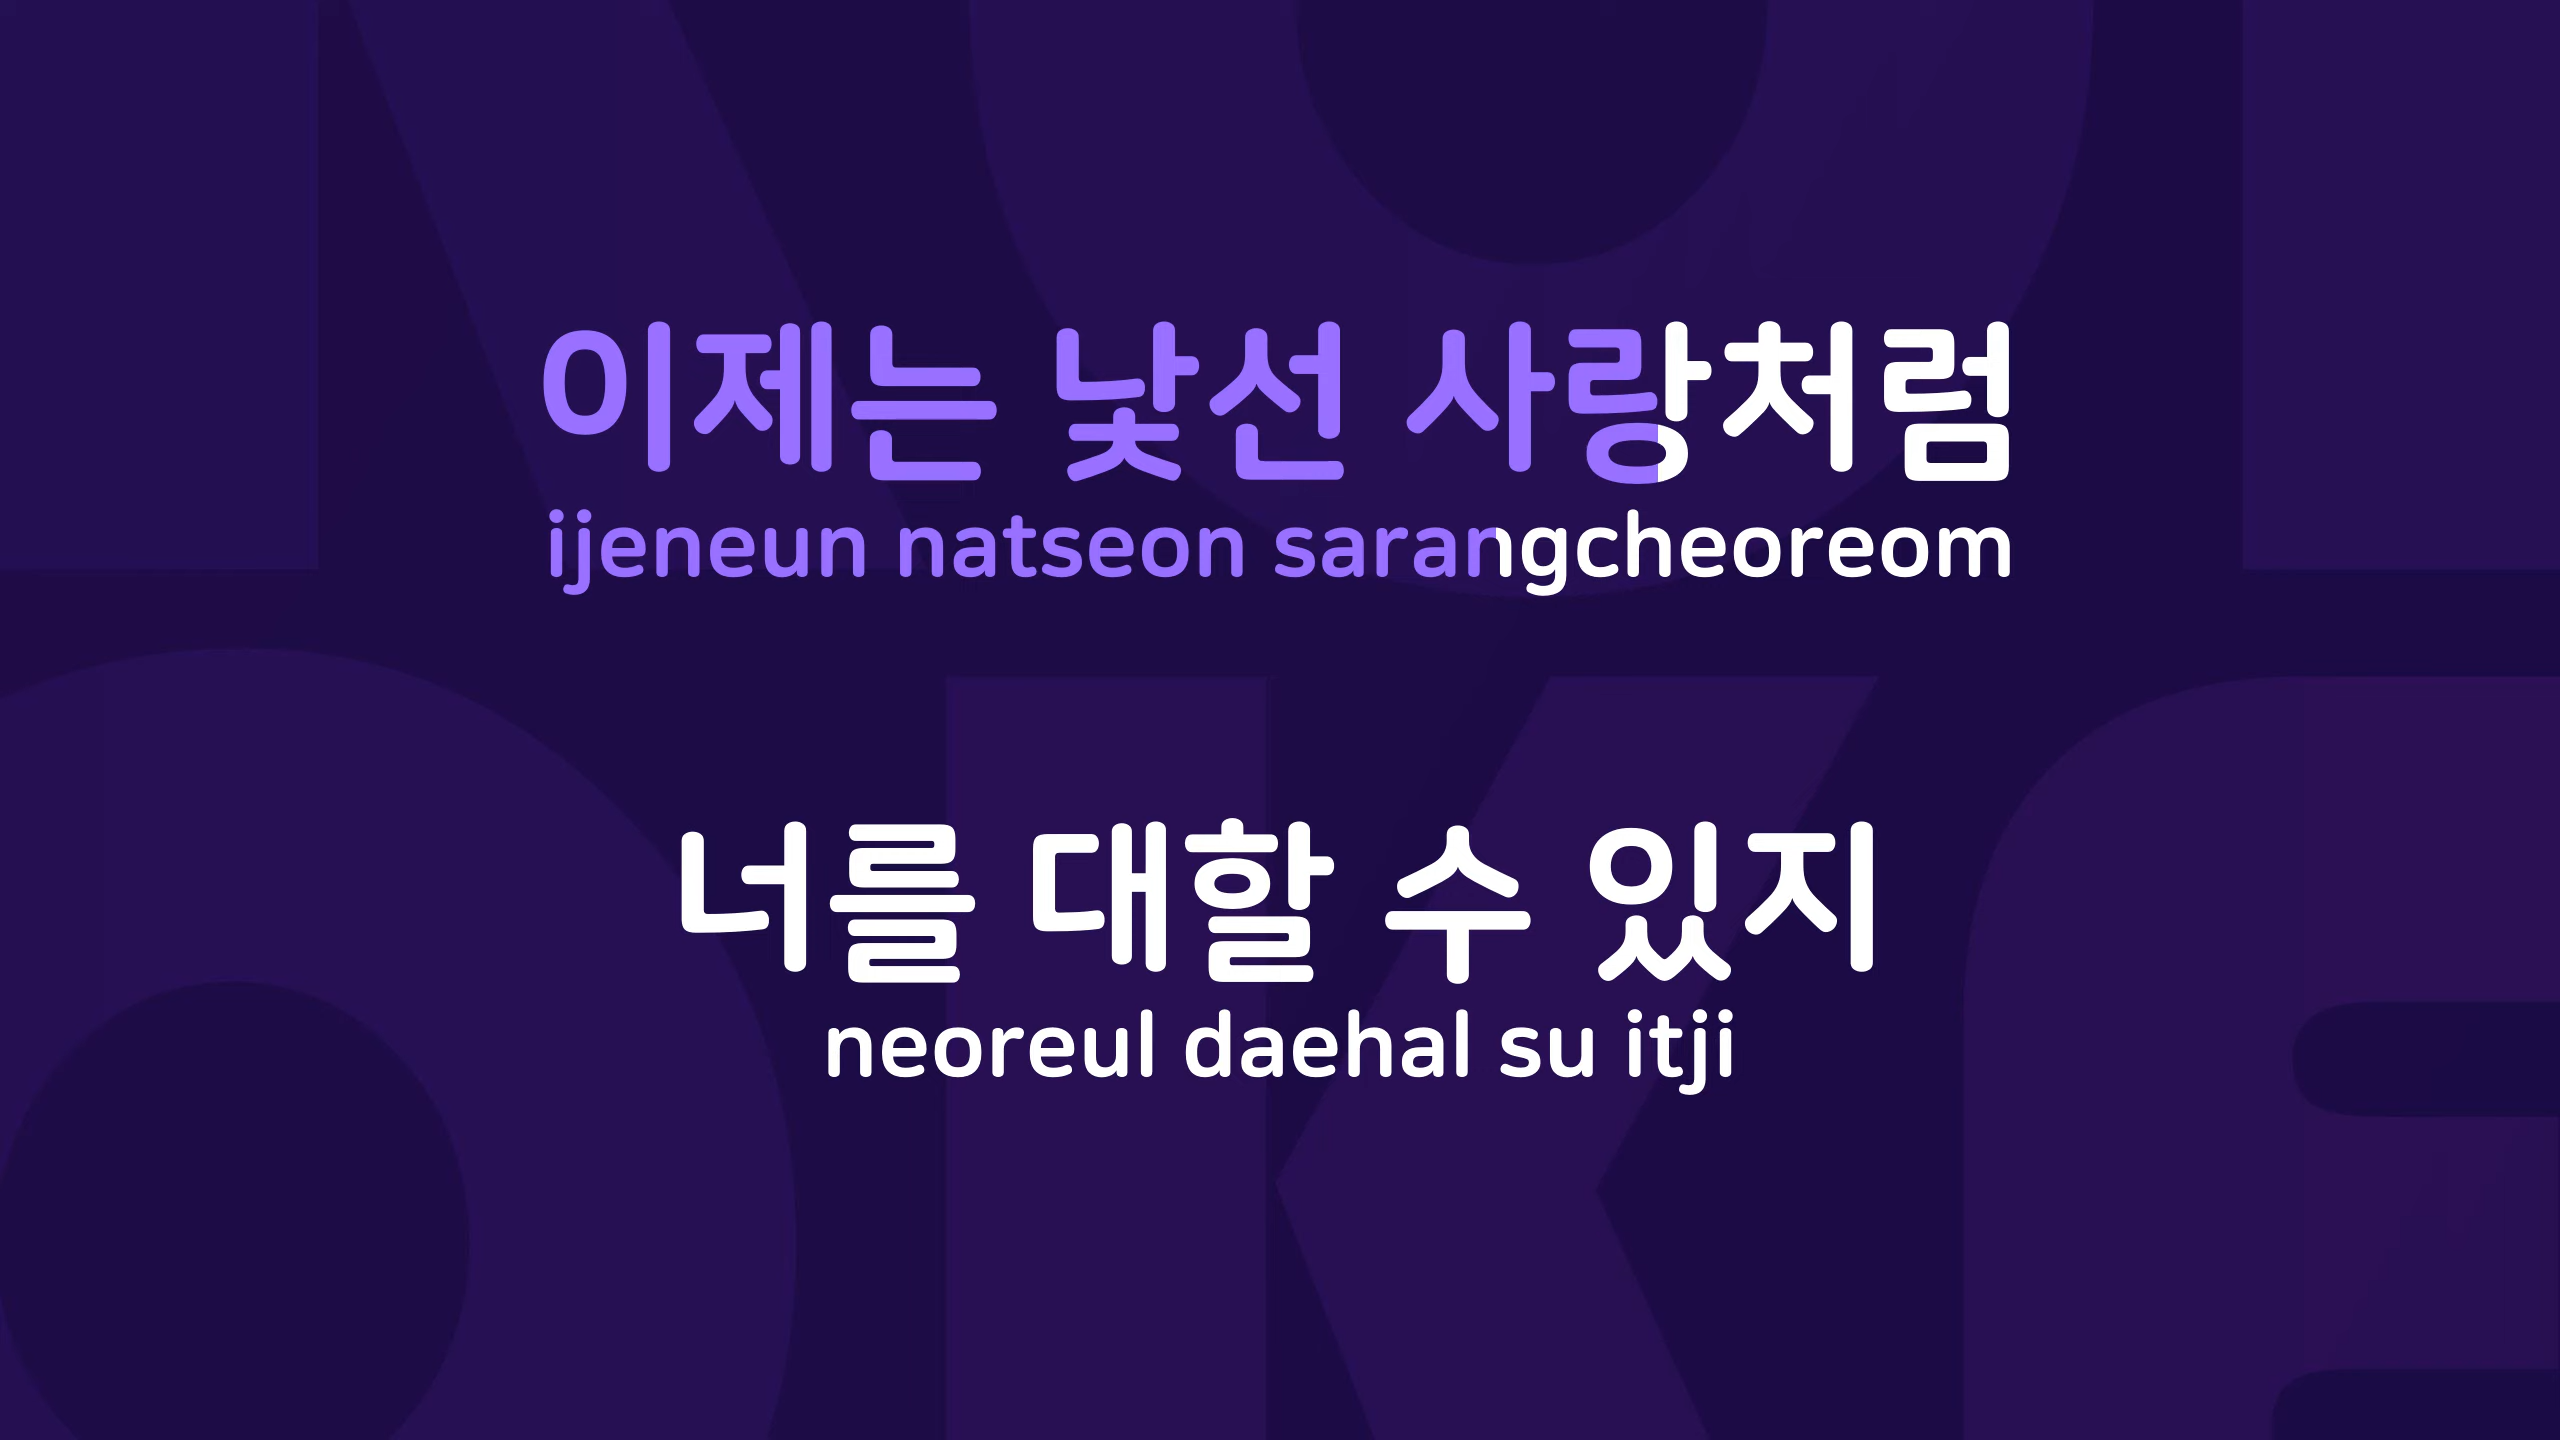 이제는 낯선 사랑처럼
ijeneun natseon sarangcheoreom
너를 대할 수 있지
neoreul daehal su itji